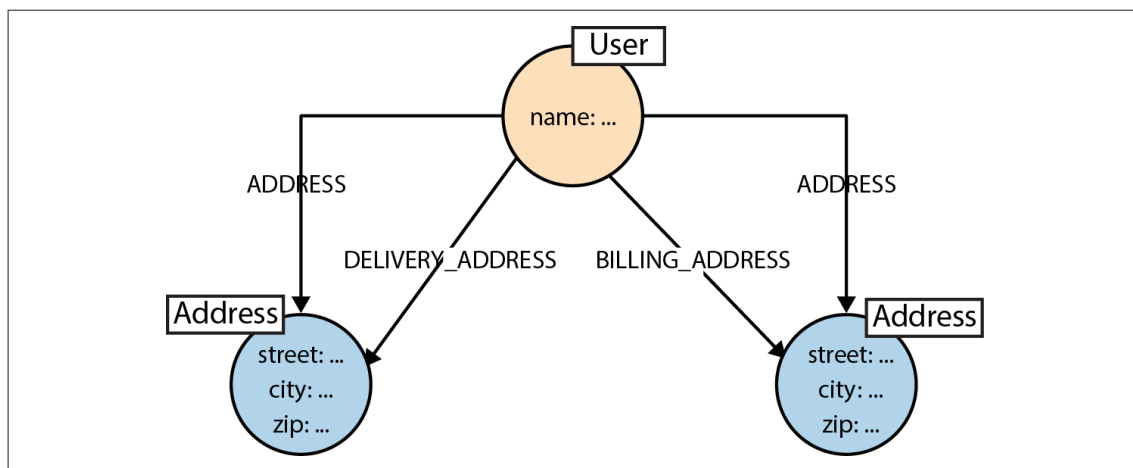 User
name: ...
ADDRESS
ADDRESS
DELIVERY_ADDRESS
BILLING_ADDRESS
Address
Address
street: ...
city: ...
zip: ...
street: ...
city: ...
zip: ...